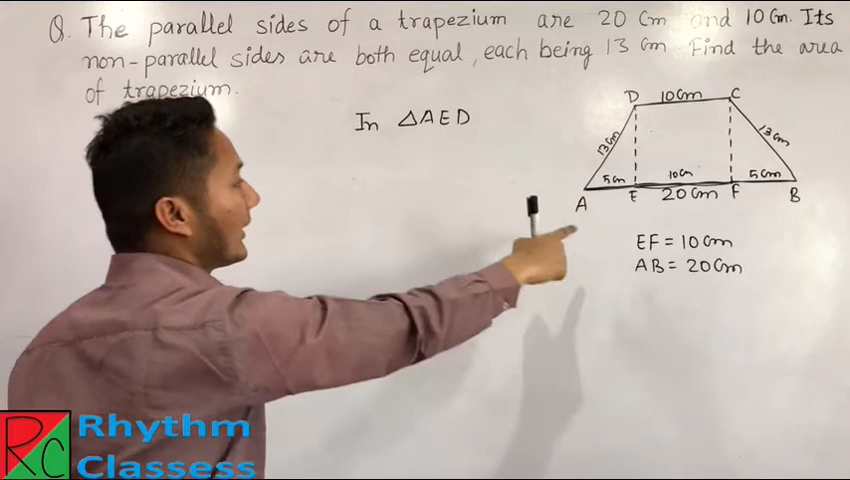 Q. The parallel sides of a trapezium are 20 Cm and 10 Cm. Its
non-parallel sides are both equal, each being 13 cm. Find the area
of trapezium.
In △AED
D 10cm C
13cm
13cm
5cm 10cm 5cm
A E 20cm F B
EF = 10cm
AB = 20cm
RC
Rhythm
Classess